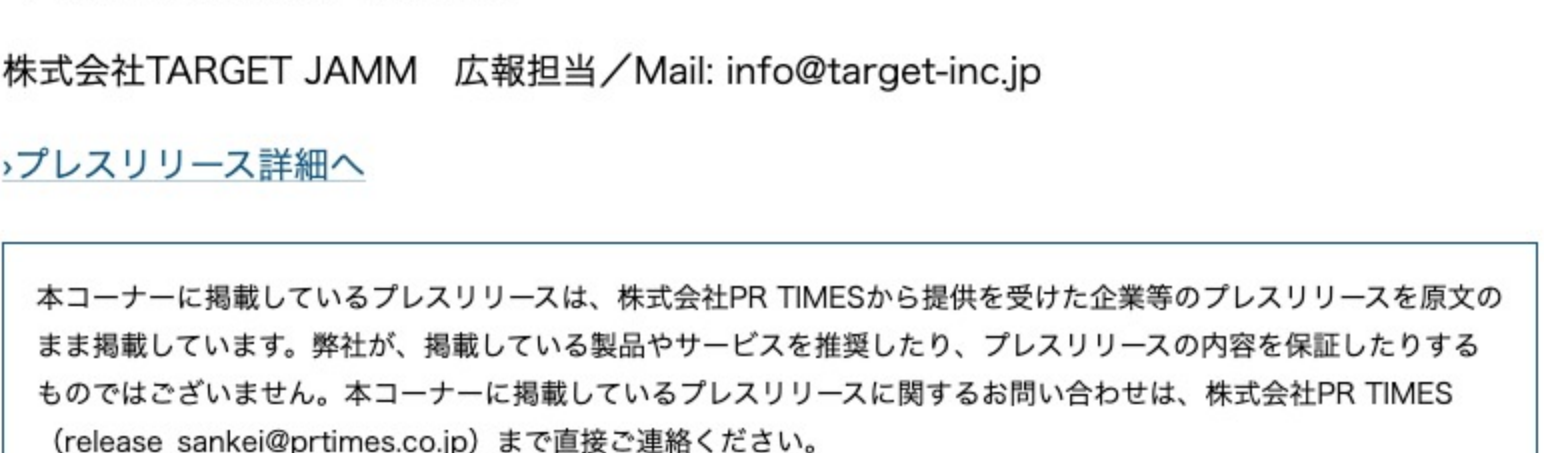 株式会社TARGET JAMM　広報担当／Mail: info@target-inc.jp
›プレスリリース詳細へ
本コーナーに掲載しているプレスリリースは、株式会社PR TIMESから提供を受けた企業等のプレスリリースを原文の
まま掲載しています。弊社が、掲載している製品やサービスを推奨したり、プレスリリースの内容を保証したりする
ものではございません。本コーナーに掲載しているプレスリリースに関するお問い合わせは、株式会社PR TIMES
（release_sankei@prtimes.co.jp）まで直接ご連絡ください。